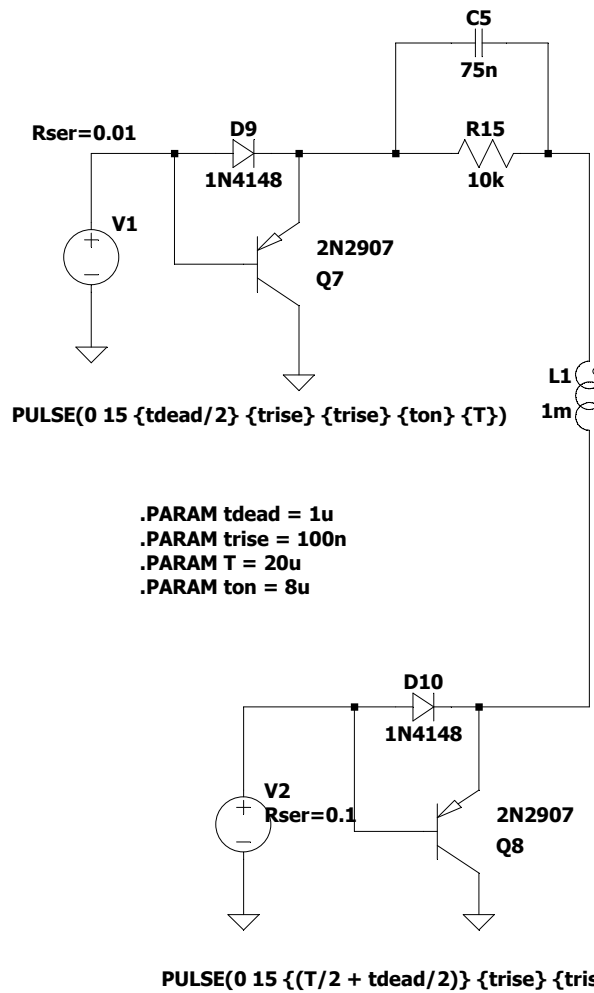 C5
75n
Rser=0.01
D9
R15
1N4148
10k
V1
2N2907
Q7
L1
1m
PULSE(0 15 {tdead/2} {trise} {trise} {ton} {T})
.PARAM tdead = 1u
.PARAM trise = 100n
.PARAM T = 20u
.PARAM ton = 8u
D10
1N4148
V2
Rser=0.1
2N2907
Q8
PULSE(0 15 {(T/2 + tdead/2)} {trise}